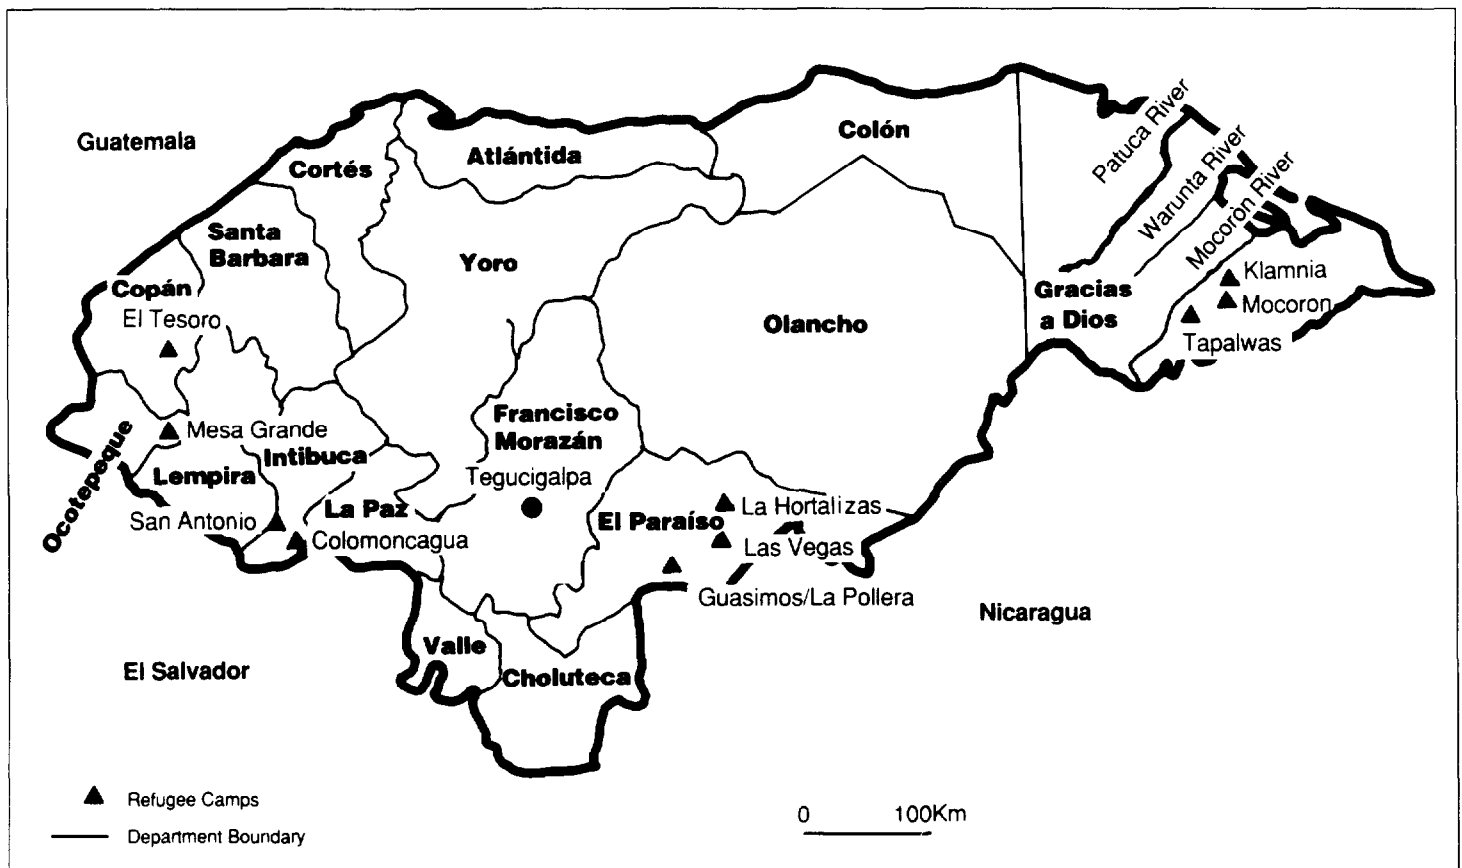 Guatemala
Cortés
Atlántida
Colón
Patuca River
Warunta River
Mocoròn River
Santa
Barbara
Yoro
Copán
El Tesoro
Olancho
Gracias
a Dios
Klamnia
Mocoron
Tapalwas
Ocotepeque
Mesa Grande
Lempira
Intibuca
Francisco
Morazán
Tegucigalpa
San Antonio
La Paz
Colomoncagua
El Paraíso
La Hortalizas
Las Vegas
Guasimos/La Pollera
Nicaragua
Valle
Choluteca
El Salvador
Refugee Camps
Department Boundary
0 100Km